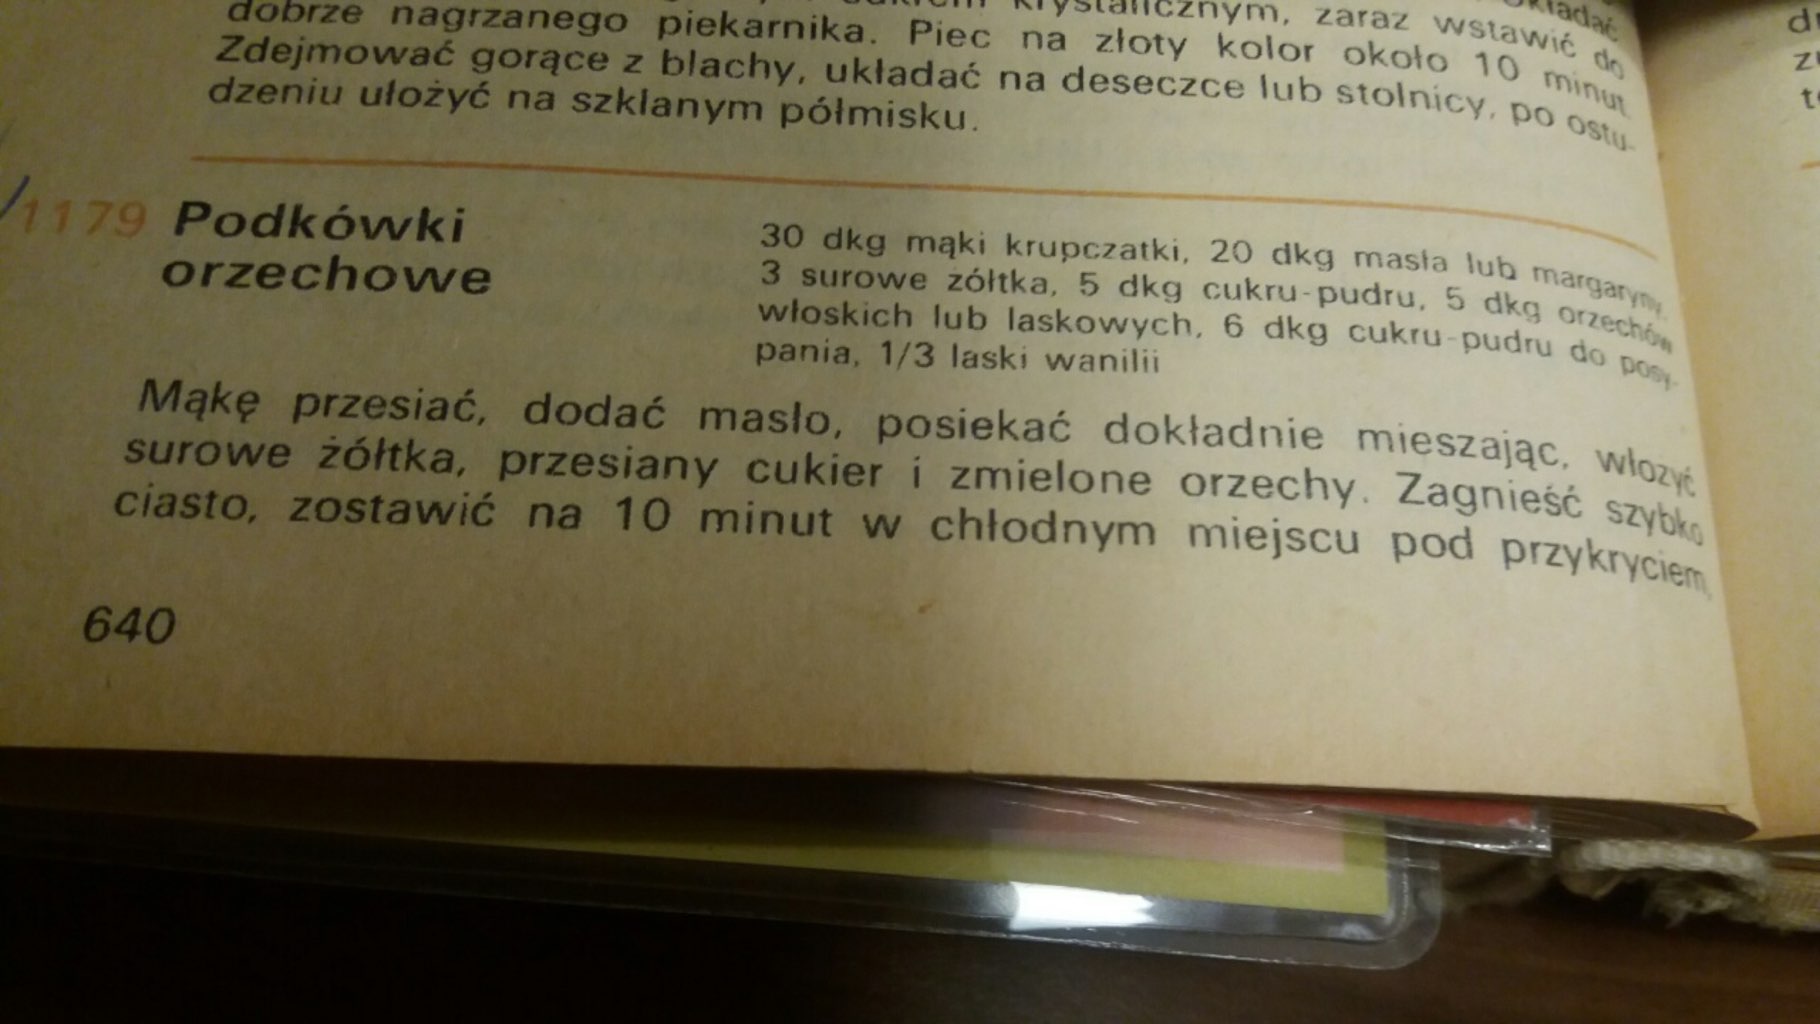 krystalicznym, zaraz wstawić do
dobrze nagrzanego piekarnika. Piec na złoty kolor około 10 minut.
Zdejmować gorące z blachy, układać na deseczce lub stolnicy, po ostu-
dzeniu ułożyć na szklanym półmisku.
1179 Podkówki
orzechowe
30 dkg mąki krupczatki, 20 dkg masła lub margaryny,
3 surowe żółtka, 5 dkg cukru-pudru, 5 dkg orzechów
włoskich lub laskowych, 6 dkg cukru-pudru do posy-
pania, 1/3 laski wanilii
Mąkę przesiać, dodać masło, posiekać dokładnie mieszając, włożyć
surowe żółtka, przesiany cukier i zmielone orzechy. Zagnieść szybko
ciasto, zostawić na 10 minut w chłodnym miejscu pod przykryciem,
640